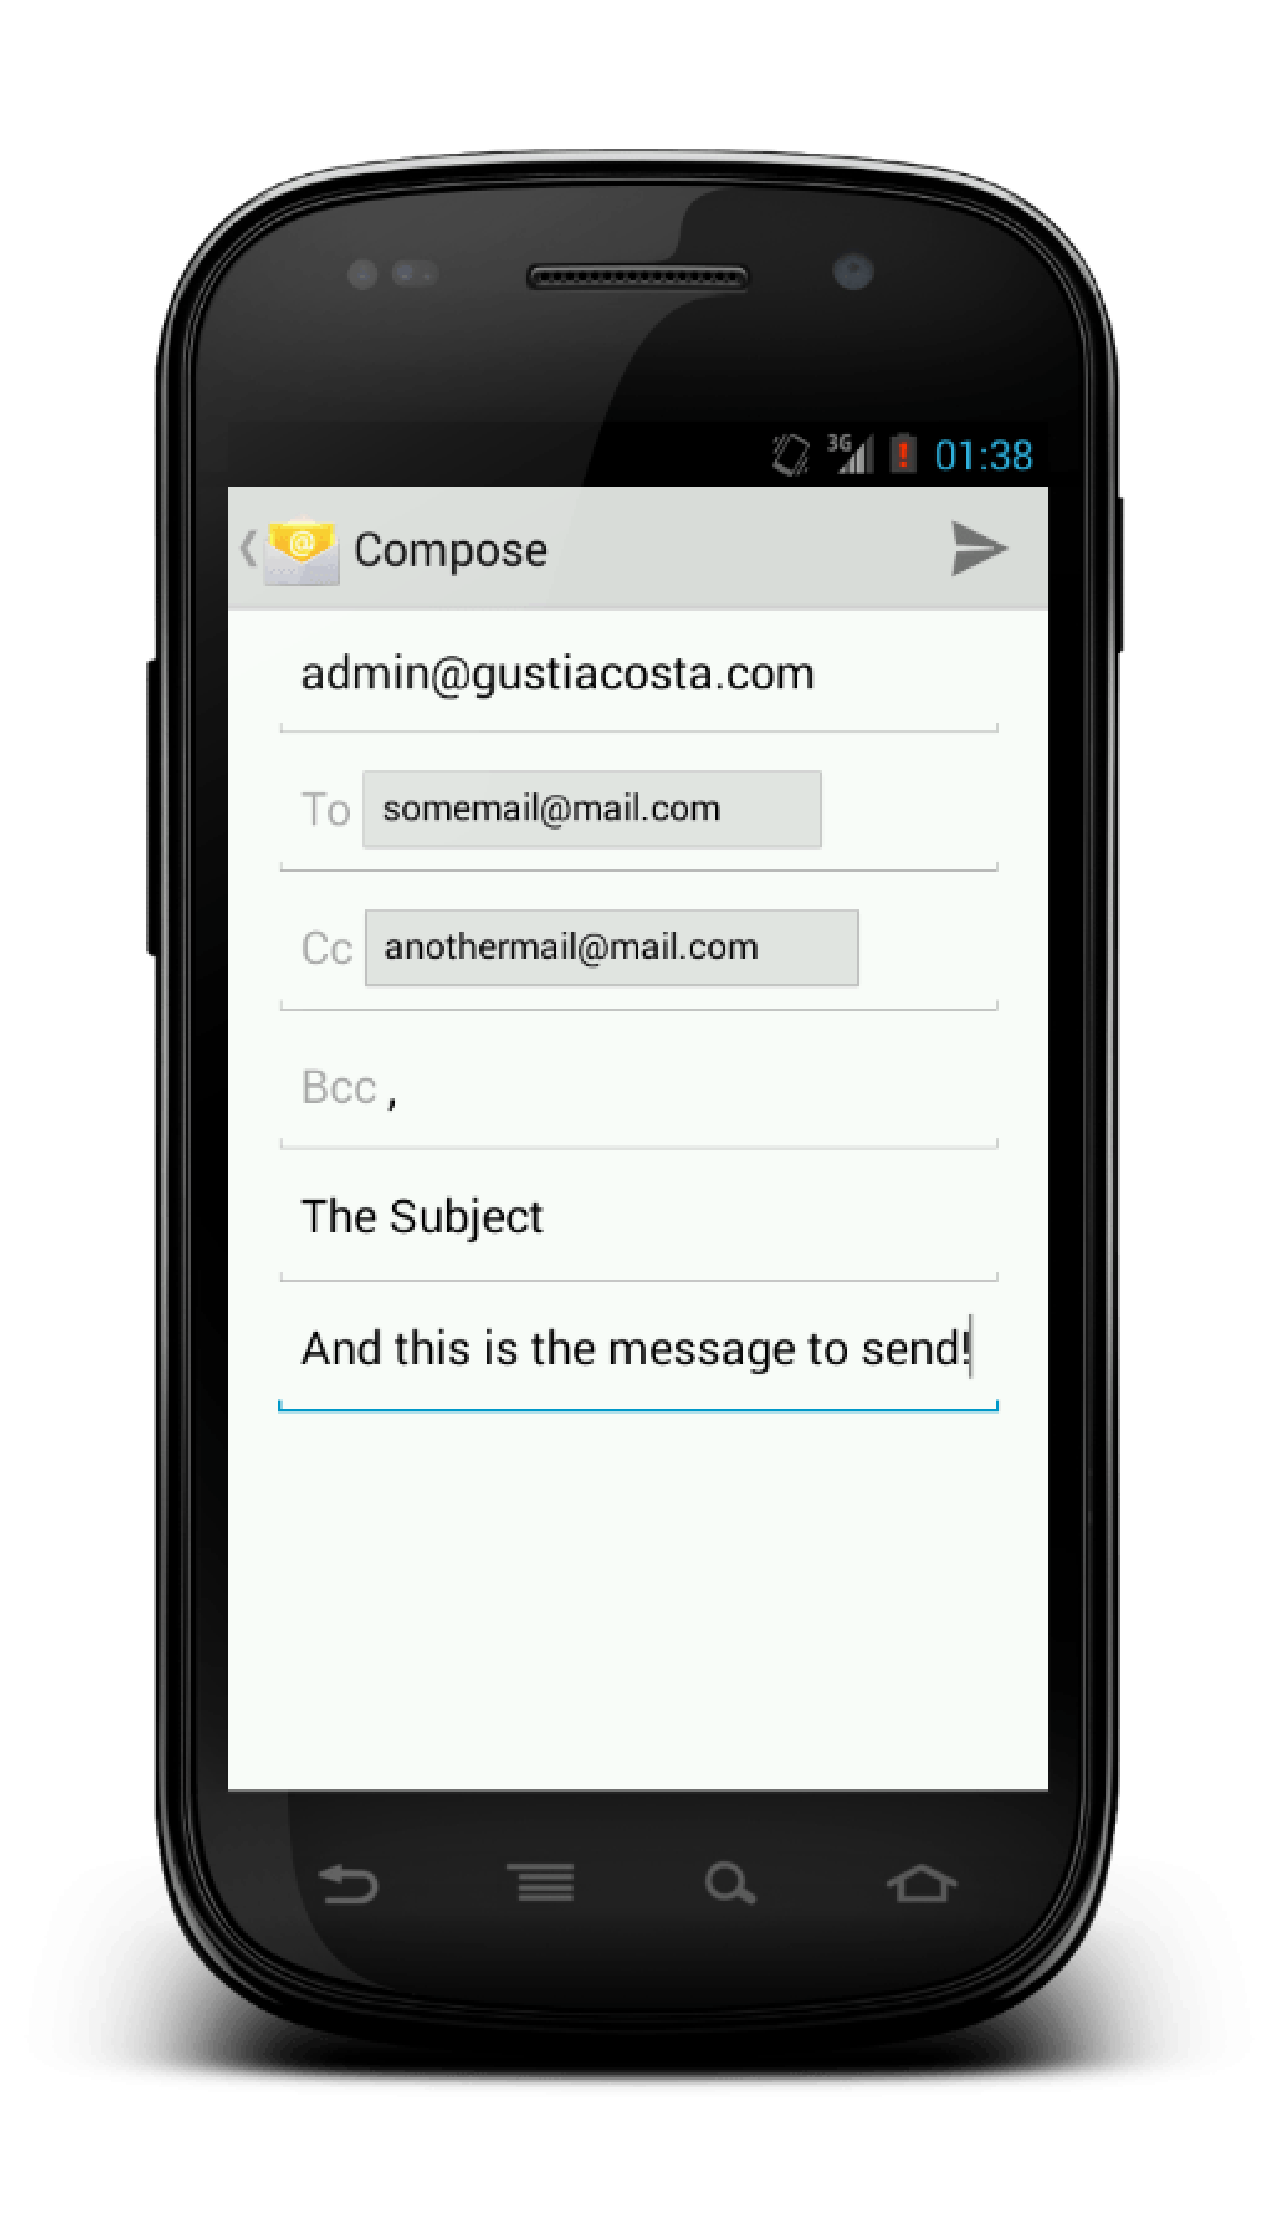 3G 01:38
Compose
admin@gustiacosta.com
To somemail@mail.com
Cc anothermail@mail.com
Bcc ,
The Subject
And this is the message to send!